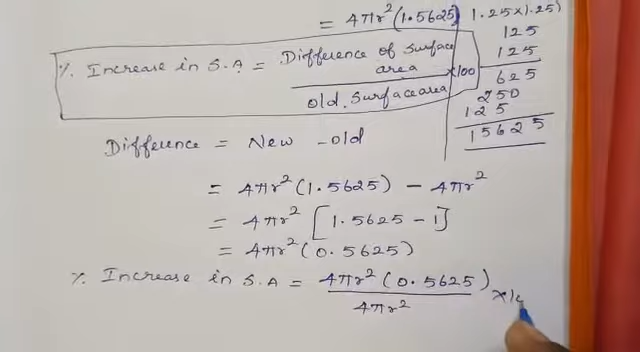 = 4πr² (1.5625)
1.25×1.25)
125
125
625
250
125
15625
% Increase in S.A = Difference of surface area / old. surface area ×100
Difference = New - old
= 4πr² (1.5625) - 4πr²
= 4πr² [1.5625 - 1]
= 4πr² (0.5625)
% Increase in S.A = 4πr² (0.5625) / 4πr² ×1